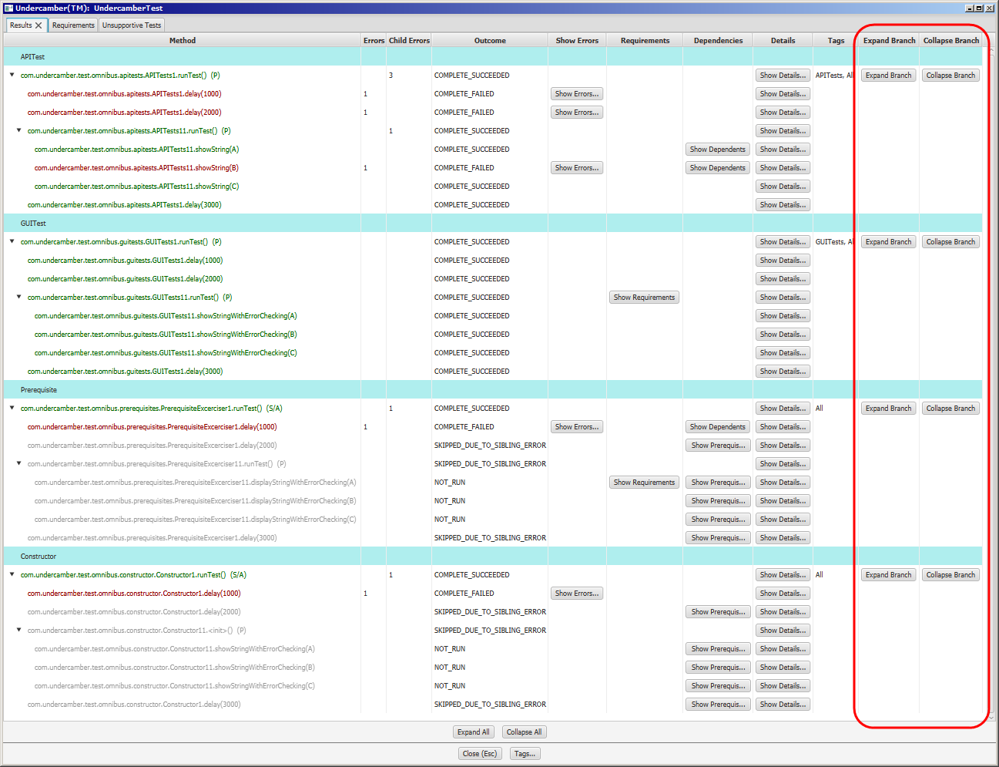 Undercamber(TM): UndercamberTest
Results Requirements Unsupportive Tests
Method Errors Child Errors Outcome Show Errors Requirements Dependencies Details Tags Expand Branch Collapse Branch
APITest
com.undercamber.test.omnibus.apitests.APITests1.runTest() (P) 3 COMPLETE_SUCCEEDED Show Details... APITests, All Expand Branch Collapse Branch
com.undercamber.test.omnibus.apitests.APITests1.delay(1000) 1 COMPLETE_FAILED Show Errors... Show Details...
com.undercamber.test.omnibus.apitests.APITests1.delay(2000) 1 COMPLETE_FAILED Show Errors... Show Details...
com.undercamber.test.omnibus.apitests.APITests11.runTest() (P) 1 COMPLETE_SUCCEEDED Show Details...
com.undercamber.test.omnibus.apitests.APITests11.showString(A) COMPLETE_SUCCEEDED Show Dependents Show Details...
com.undercamber.test.omnibus.apitests.APITests11.showString(B) 1 COMPLETE_FAILED Show Errors... Show Dependents Show Details...
com.undercamber.test.omnibus.apitests.APITests11.showString(C) COMPLETE_SUCCEEDED Show Details...
com.undercamber.test.omnibus.apitests.APITests1.delay(3000) COMPLETE_SUCCEEDED Show Details...
GUITest
com.undercamber.test.omnibus.guitests.GUITests1.runTest() (P) COMPLETE_SUCCEEDED Show Details... GUITests, Al Expand Branch Collapse Branch
com.undercamber.test.omnibus.guitests.GUITests1.delay(1000) COMPLETE_SUCCEEDED Show Details...
com.undercamber.test.omnibus.guitests.GUITests1.delay(2000) COMPLETE_SUCCEEDED Show Details...
com.undercamber.test.omnibus.guitests.GUITests11.runTest() (P) COMPLETE_SUCCEEDED Show Requirements Show Details...
com.undercamber.test.omnibus.guitests.GUITests11.showStringWithErrorChecking(A) COMPLETE_SUCCEEDED Show Details...
com.undercamber.test.omnibus.guitests.GUITests11.showStringWithErrorChecking(B) COMPLETE_SUCCEEDED Show Details...
com.undercamber.test.omnibus.guitests.GUITests11.showStringWithErrorChecking(C) COMPLETE_SUCCEEDED Show Details...
com.undercamber.test.omnibus.guitests.GUITests1.delay(3000) COMPLETE_SUCCEEDED Show Details...
Prerequisite
com.undercamber.test.omnibus.prerequisites.PrerequisiteExcerciser1.runTest() (S/A) 1 COMPLETE_SUCCEEDED Show Details... All Expand Branch Collapse Branch
com.undercamber.test.omnibus.prerequisites.PrerequisiteExcerciser1.delay(1000) 1 COMPLETE_FAILED Show Errors... Show Dependents Show Details...
com.undercamber.test.omnibus.prerequisites.PrerequisiteExcerciser1.delay(2000) SKIPPED_DUE_TO_SIBLING_ERROR Show Prerequis... Show Details...
com.undercamber.test.omnibus.prerequisites.PrerequisiteExcerciser11.runTest() (P) SKIPPED_DUE_TO_SIBLING_ERROR Show Details...
com.undercamber.test.omnibus.prerequisites.PrerequisiteExcerciser11.displayStringWithErrorChecking(A) NOT_RUN Show Requirements Show Prerequis... Show Details...
com.undercamber.test.omnibus.prerequisites.PrerequisiteExcerciser11.displayStringWithErrorChecking(B) NOT_RUN Show Prerequis... Show Details...
com.undercamber.test.omnibus.prerequisites.PrerequisiteExcerciser11.displayStringWithErrorChecking(C) NOT_RUN Show Prerequis... Show Details...
com.undercamber.test.omnibus.prerequisites.PrerequisiteExcerciser1.delay(3000) SKIPPED_DUE_TO_SIBLING_ERROR Show Prerequis... Show Details...
Constructor
com.undercamber.test.omnibus.constructor.Constructor1.runTest() (S/A) 1 COMPLETE_SUCCEEDED Show Details... All Expand Branch Collapse Branch
com.undercamber.test.omnibus.constructor.Constructor1.delay(1000) 1 COMPLETE_FAILED Show Errors... Show Details...
com.undercamber.test.omnibus.constructor.Constructor1.delay(2000) SKIPPED_DUE_TO_SIBLING_ERROR Show Prerequis... Show Details...
com.undercamber.test.omnibus.constructor.Constructor11.<init>() (P) SKIPPED_DUE_TO_SIBLING_ERROR Show Details...
com.undercamber.test.omnibus.constructor.Constructor11.showStringWithErrorChecking(A) NOT_RUN Show Prerequis... Show Details...
com.undercamber.test.omnibus.constructor.Constructor11.showStringWithErrorChecking(B) NOT_RUN Show Prerequis... Show Details...
com.undercamber.test.omnibus.constructor.Constructor11.showStringWithErrorChecking(C) NOT_RUN Show Prerequis... Show Details...
com.undercamber.test.omnibus.constructor.Constructor1.delay(3000) SKIPPED_DUE_TO_SIBLING_ERROR Show Prerequis... Show Details...
Expand All Collapse All
Close (Esc) Tags...